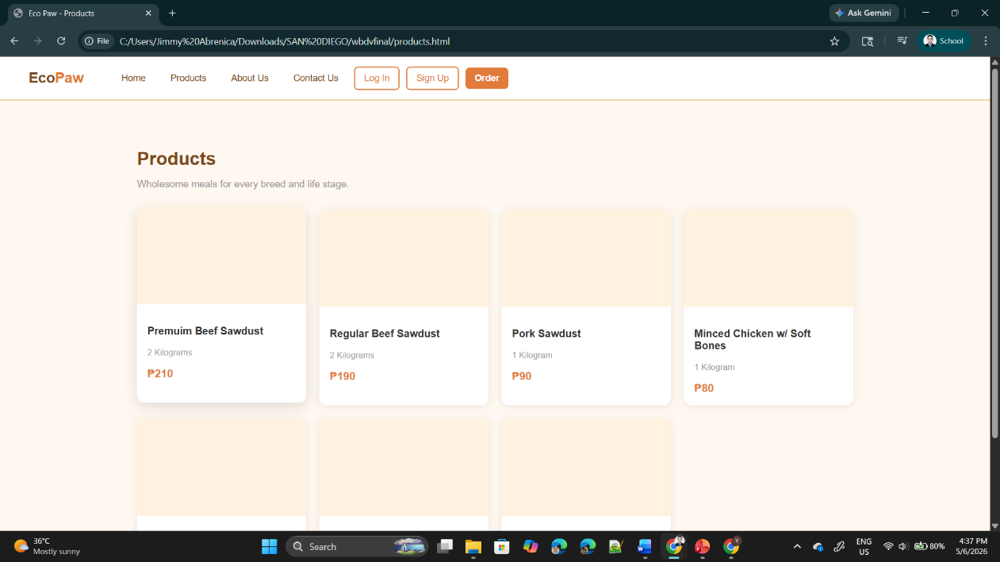 Eco Paw - Products
Ask Gemini
File
C:/Users/Jimmy%20Abrenica/Downloads/SAN%20DIEGO/wbdvfinal/products.html
School
EcoPaw
Home
Products
About Us
Contact Us
Log In
Sign Up
Order
Products
Wholesome meals for every breed and life stage.
Premuim Beef Sawdust
2 Kilograms
₱210
Regular Beef Sawdust
2 Kilograms
₱190
Pork Sawdust
1 Kilogram
₱90
Minced Chicken w/ Soft
Bones
1 Kilogram
₱80
36°C
Mostly sunny
Search
ENG
US
80%
4:37 PM
5/6/2026